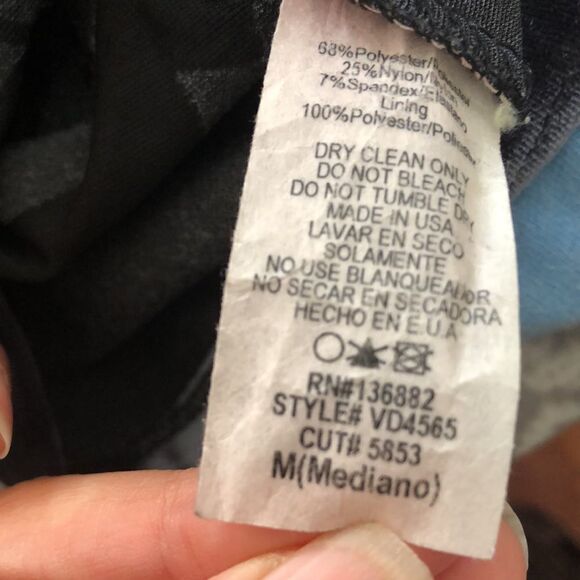 68%Polyester/
25%Nylon/Nylon
7%Spandex/Elastano
Lining
100%Polyester/
DRY CLEAN ONLY
DO NOT BLEACH
DO NOT TUMBLE DRY
MADE IN USA
LAVAR EN SECO
SOLAMENTE
NO USE BLANQUEADOR
NO SECAR EN SECADORA
HECHO EN E.U.A
RN#136882
STYLE# VD4565
CUT# 5853
M(Mediano)